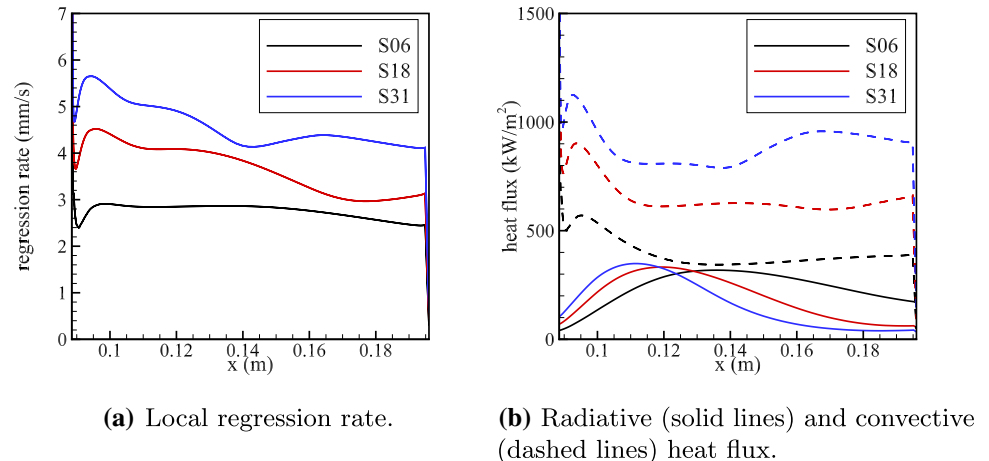 7
6
5
4
3
2
1
0
regression rate (mm/s)
S06
S18
S31
0.1
0.12
0.14
0.16
0.18
x (m)
(a) Local regression rate.
1500
1000
500
0
heat flux (kW/m²)
S06
S18
S31
0.1
0.12
0.14
0.16
0.18
x (m)
(b) Radiative (solid lines) and convective
(dashed lines) heat flux.